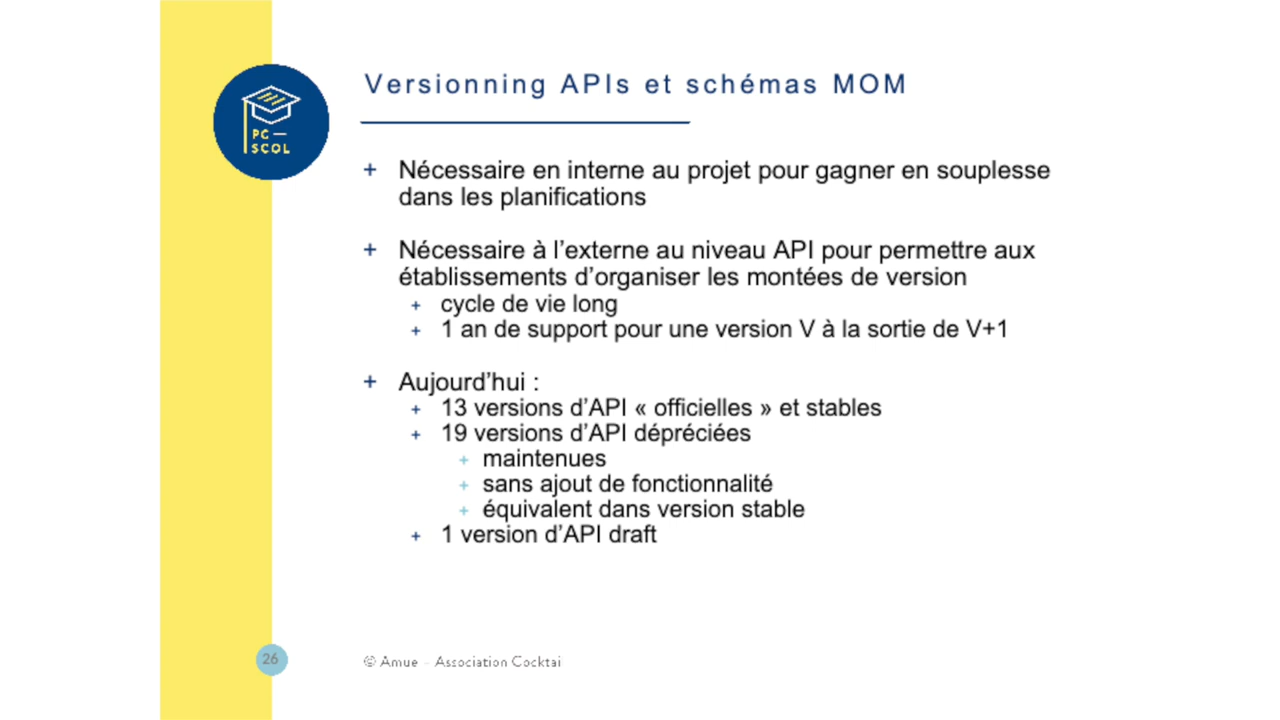 Versionning APIs et schémas MOM
PC —
SCOL
+ Nécessaire en interne au projet pour gagner en souplesse
dans les planifications
+ Nécessaire à l’externe au niveau API pour permettre aux
établissements d’organiser les montées de version
+ cycle de vie long
+ 1 an de support pour une version V à la sortie de V+1
+ Aujourd’hui :
+ 13 versions d’API « officielles » et stables
+ 19 versions d’API dépréciées
+ maintenues
+ sans ajout de fonctionnalité
+ équivalent dans version stable
+ 1 version d’API draft
26
© Amue – Association Cocktai